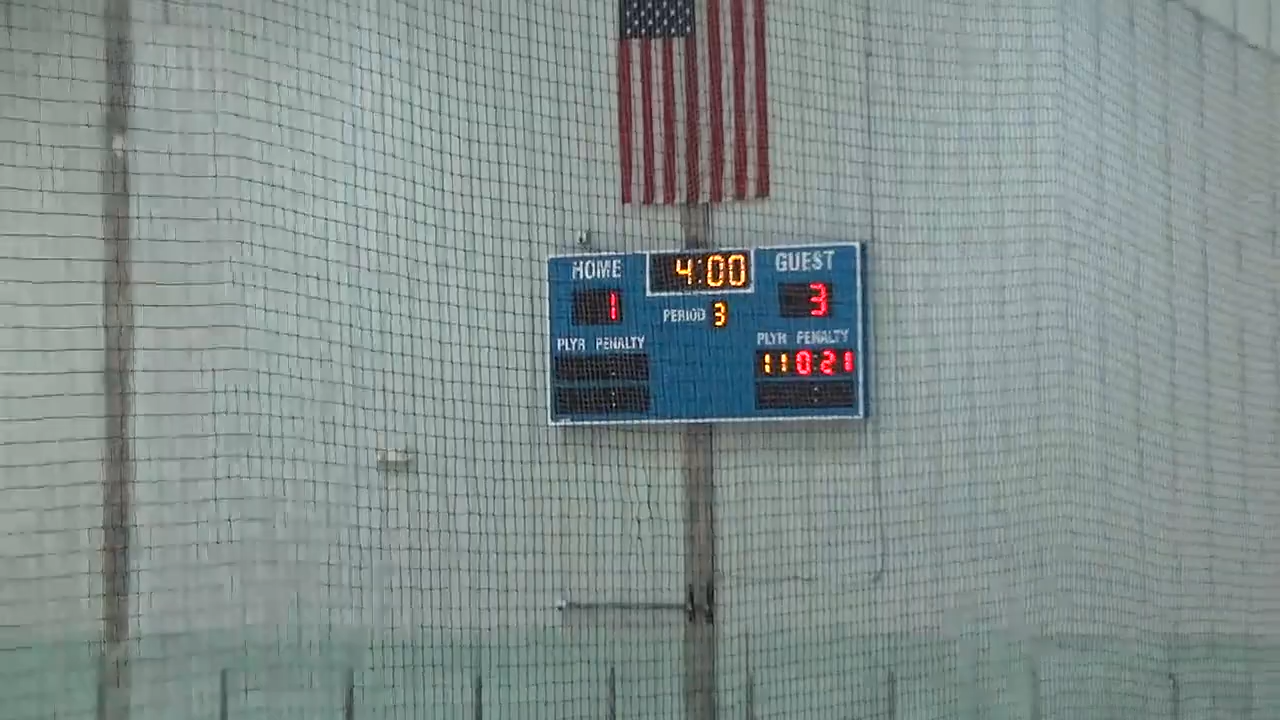 HOME 4:00 GUEST
1 PERIOD 3 3
PLYR PENALTY PLYR PENALTY
11 0:21